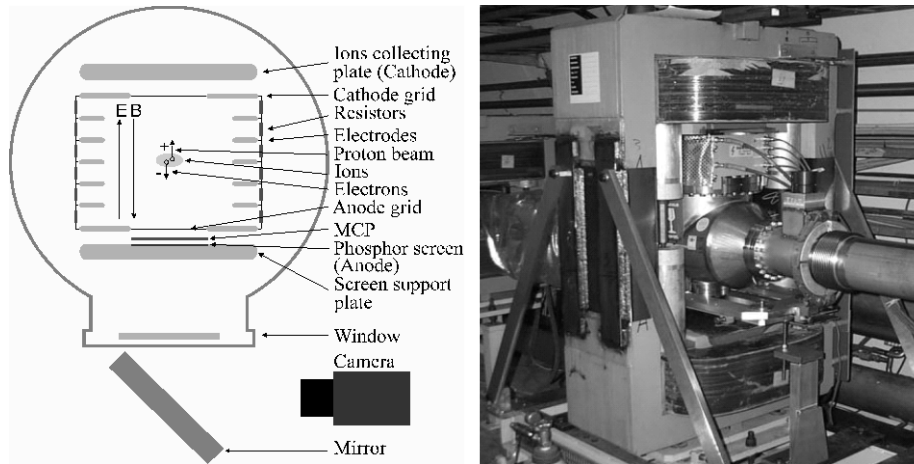 Ions collecting
plate (Cathode)
Cathode grid
E B
Resistors
Electrodes
+
Proton beam
Ions
-
Electrons
Anode grid
MCP
Phosphor screen
(Anode)
Screen support
plate
Window
Camera
Mirror